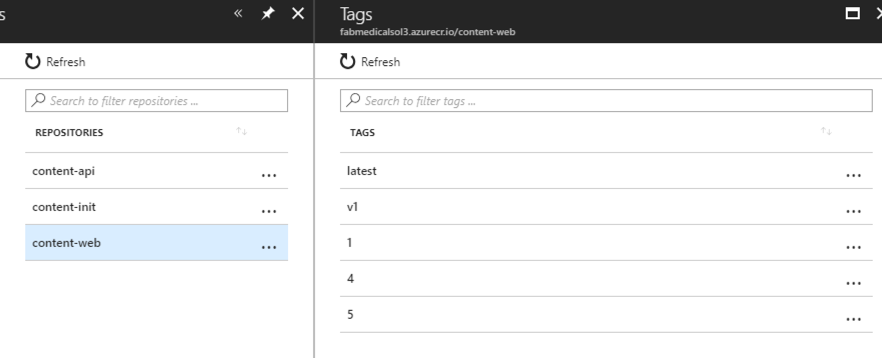 s
Refresh
Search to filter repositories ...
REPOSITORIES
content-api
content-init
content-web
Tags
fabmedicalsol3.azurecr.io/content-web
Refresh
Search to filter tags ...
TAGS
latest
v1
1
4
5